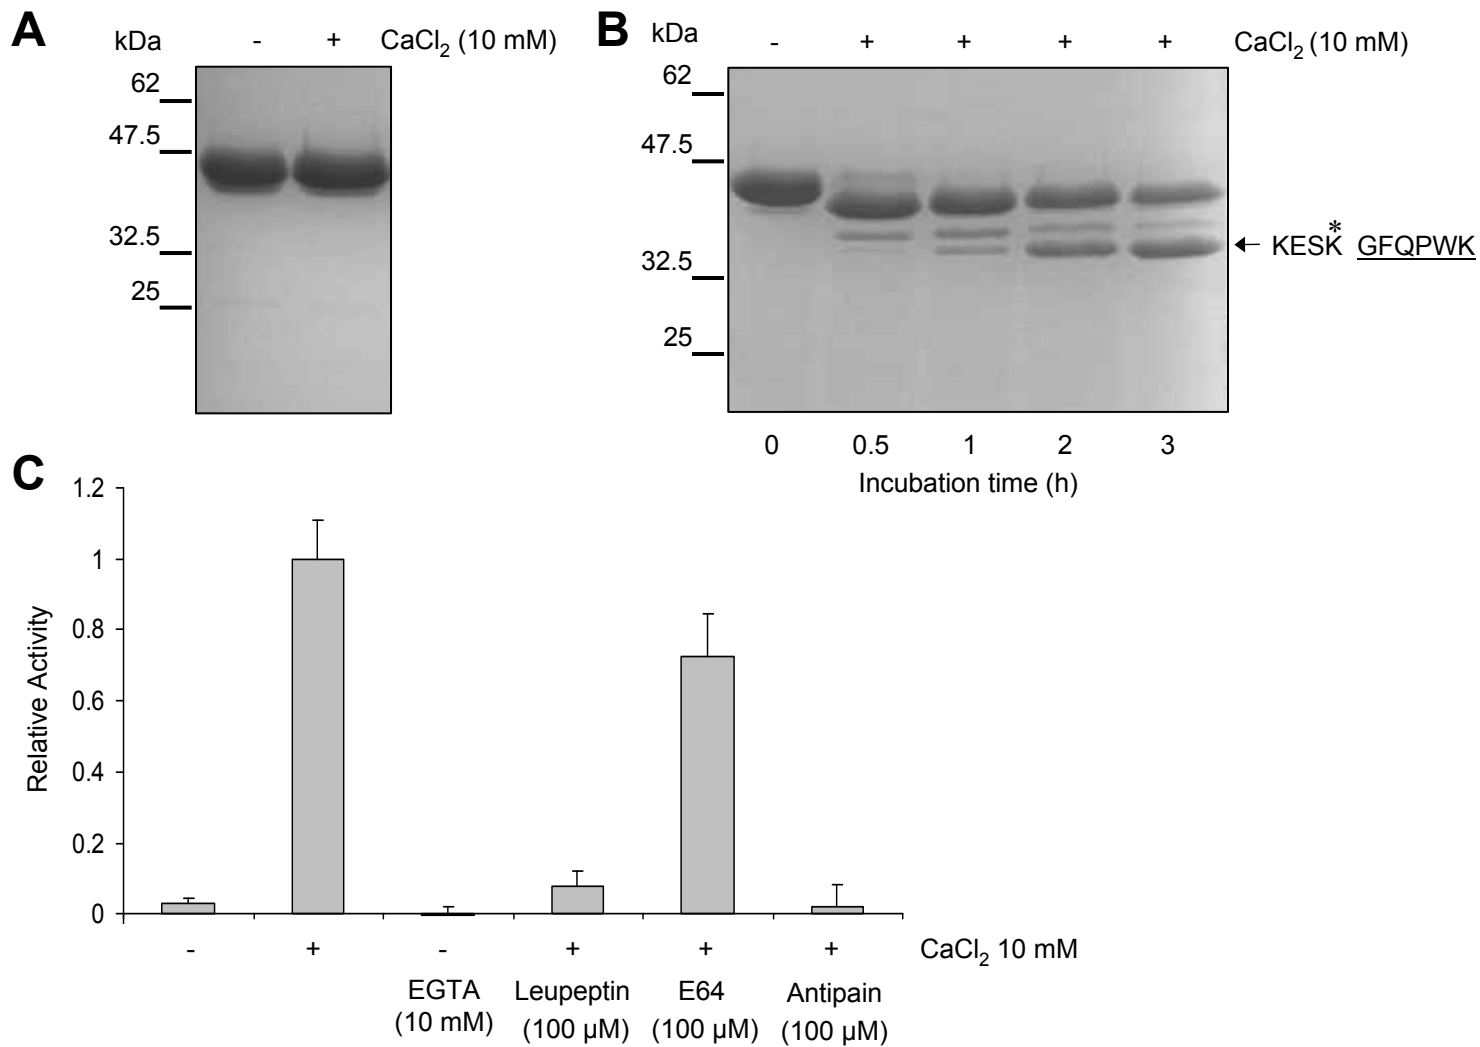 A
kDa - + CaCl2 (10 mM)
62
47.5
32.5
25
B
kDa - + + + + CaCl2 (10 mM)
62
47.5
32.5
25
*
KESK GFQPWK
0 0.5 1 2 3
Incubation time (h)
C
Relative Activity
1.2
1
0.8
0.6
0.4
0.2
0
- + - + + + CaCl2 10 mM
EGTA Leupeptin E64 Antipain
(10 mM) (100 µM) (100 µM) (100 µM)